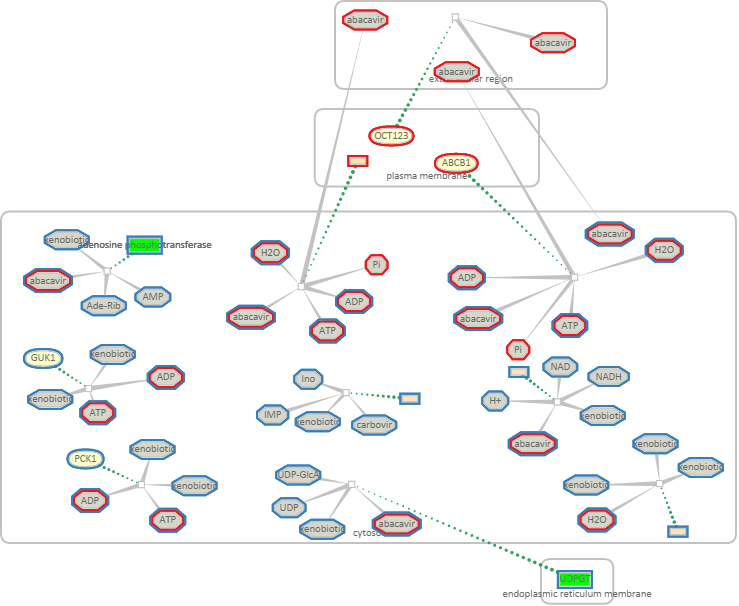 abacavir
abacavir
abacavir
extracellular region
OCT123
ABCB1
plasma membrane
xenobiotic
adenosine phosphotransferase
abacavir
Ade-Rib
AMP
H2O
Pi
abacavir
ADP
ATP
abacavir
H2O
ADP
abacavir
ATP
Pi
GUK1
xenobiotic
ADP
xenobiotic
ATP
Ino
IMP
xenobiotic
carbovir
NAD
NADH
H+
xenobiotic
abacavir
PCK1
xenobiotic
xenobiotic
ADP
ATP
UDP-GlcA
UDP
xenobiotic
abacavir
cytosol
xenobiotic
xenobiotic
xenobiotic
H2O
UDPGT
endoplasmic reticulum membrane